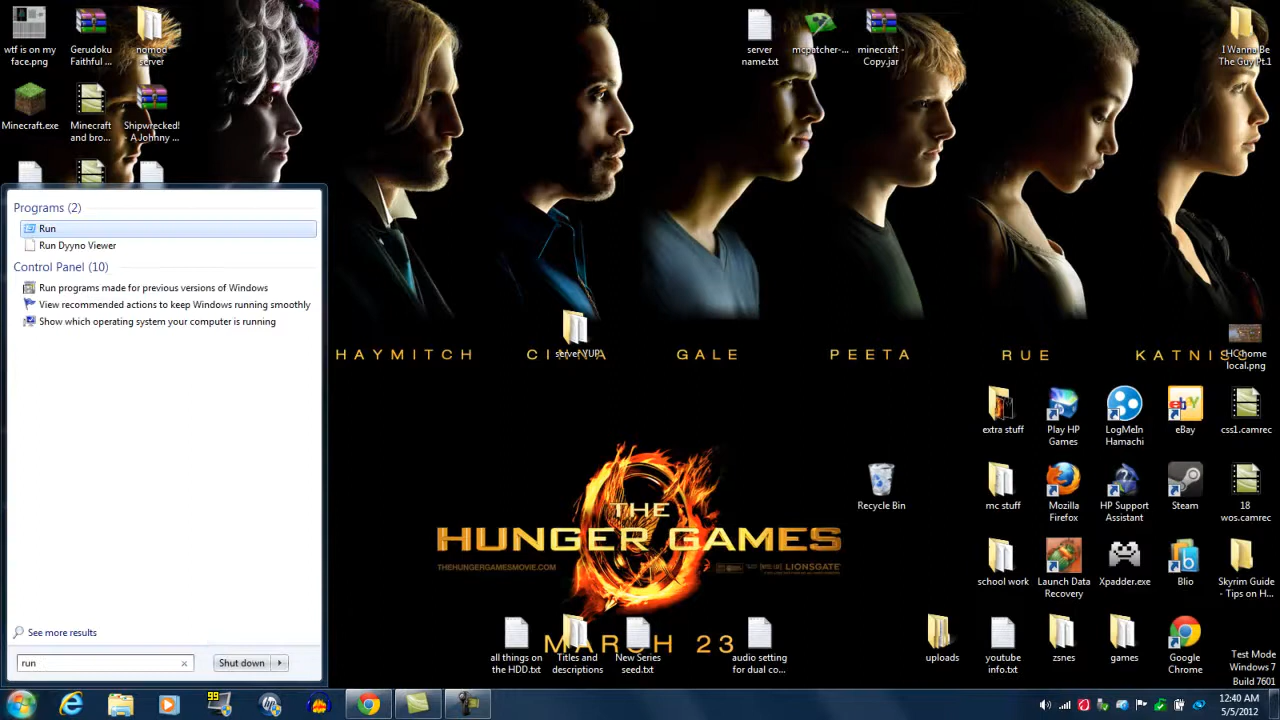 wtf is on my
face.png
Gerudoku
Faithful ...
nomod
server
server
name.txt
mcpatcher-...
minecraft -
Copy.jar
I Wanna Be
The Guy Pt.1
Minecraft.exe
Minecraft
and bro...
Shipwrecked!
- A Johnny ...
Programs (2)
Run
Run Dyyno Viewer
Control Panel (10)
Run programs made for previous versions of Windows
View recommended actions to keep Windows running smoothly
Show which operating system your computer is running
See more results
run
Shut down
HAYMITCH
CINNA
GALE
PEETA
RUE
KATNISS
server YUP
HC home
local.png
extra stuff
Play HP
Games
LogMeIn
Hamachi
eBay
css1.camrec
Recycle Bin
mc stuff
Mozilla
Firefox
HP Support
Assistant
Steam
18
wos.camrec
THE
HUNGER GAMES
THEHUNGERGAMESMOVIE.COM
LIONSGATE
school work
Launch Data
Recovery
Xpadder.exe
Blio
Skyrim Guide
- Tips on H...
MARCH 23
all things on
the HDD.txt
Titles and
descriptions
New Series
seed.txt
audio setting
for dual co...
uploads
youtube
info.txt
zsnes
games
Google
Chrome
Test Mode
Windows 7
Build 7601
99
12:40 AM
5/5/2012